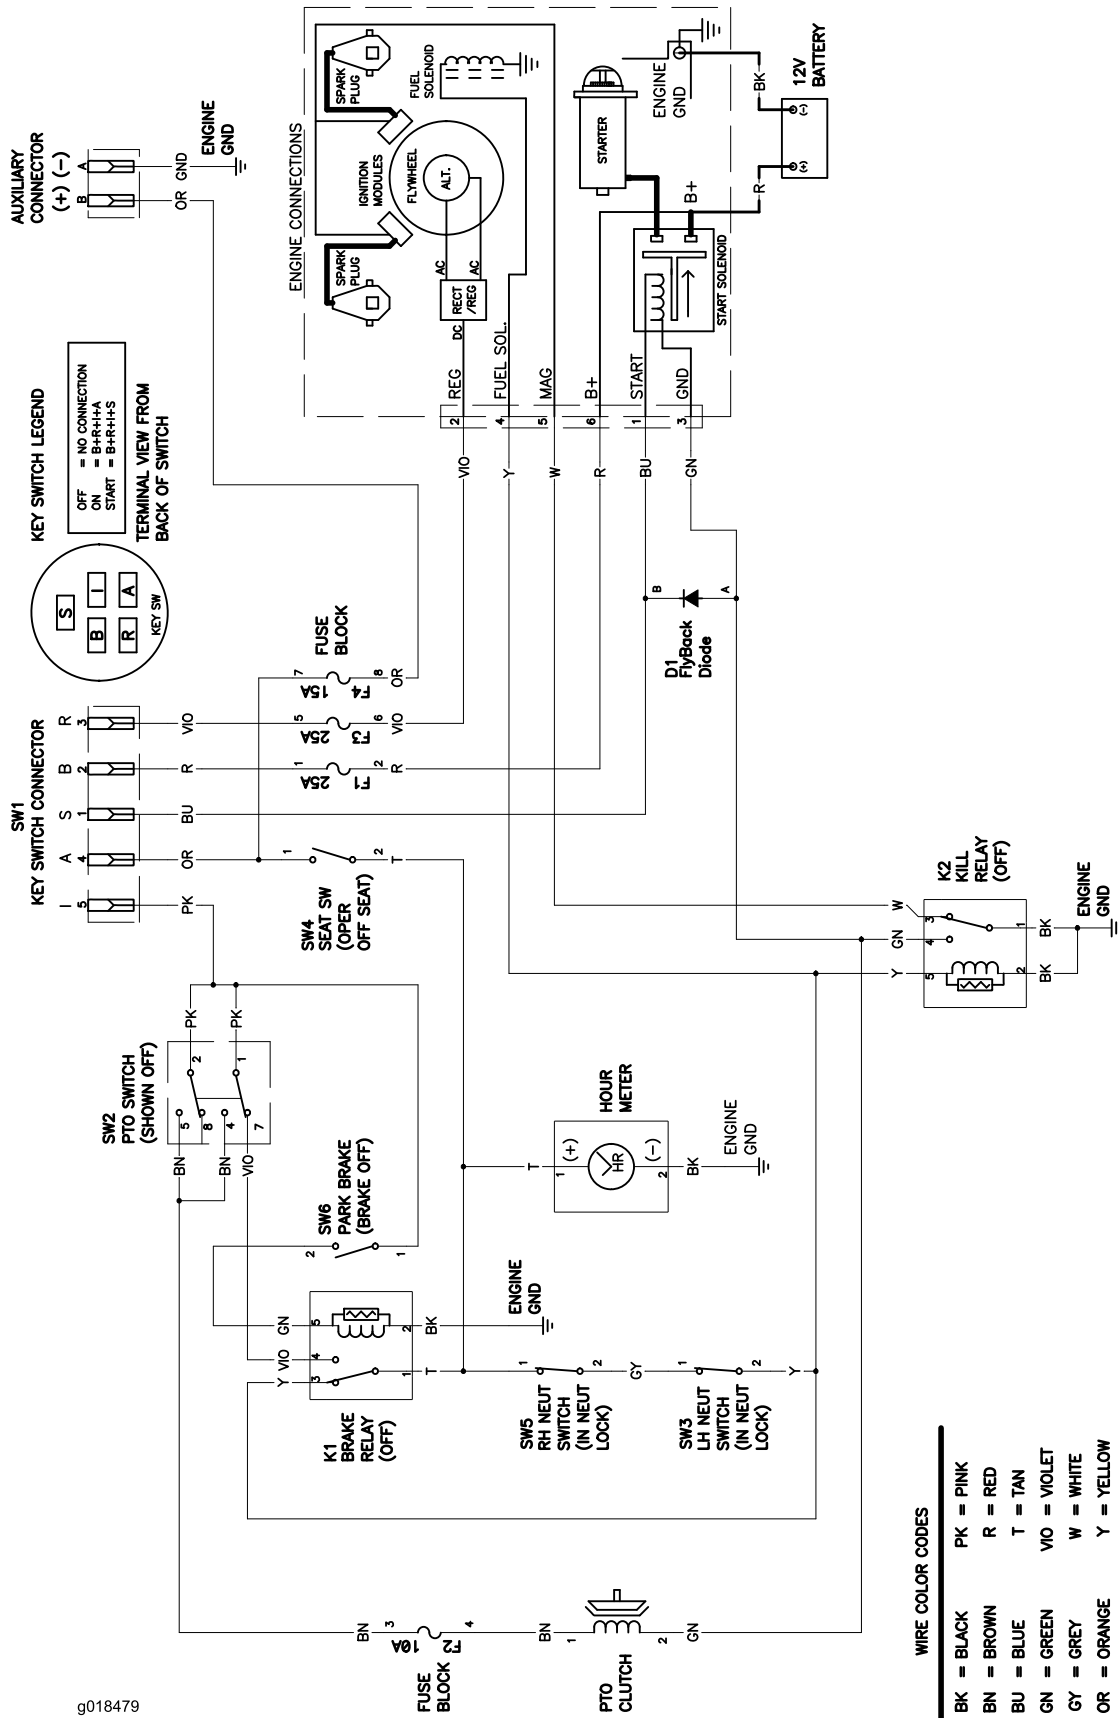 AUXILIARY
CONNECTOR
(+) (-)
B
A
OR
GND
ENGINE
GND
KEY SWITCH LEGEND
OFF = NO CONNECTION
ON = B+R+I+A
START = B+R+I+S
TERMINAL VIEW FROM
BACK OF SWITCH
S
B
I
R
A
KEY SW
ENGINE CONNECTIONS
SPARK
PLUG
SPARK
PLUG
IGNITION
MODULES
FLYWHEEL
ALT.
FUEL
SOLENOID
AC
AC
RECT
/REG
DC
STARTER
ENGINE
GND
BK
12V
BATTERY
(-)
(+)
R
B+
START SOLENOID
REG
FUEL SOL.
MAG
B+
START
GND
2
4
5
6
1
3
VIO
Y
W
R
BU
GN
SW1
KEY SWITCH CONNECTOR
I
A
S
B
R
5
4
1
2
3
PK
OR
BU
R
VIO
FUSE
BLOCK
7
15A
F4
8
OR
5
25A
F3
6
VIO
1
25A
F1
2
R
B
A
D1
FlyBack
Diode
1
2
T
SW4
SEAT SW
(OPER
OFF SEAT)
K2
KILL
RELAY
(OFF)
W
GN
Y
3
4
5
1
2
BK
BK
ENGINE
GND
SW2
PTO SWITCH
(SHOWN OFF)
PK
PK
2
1
5
8
4
7
BN
BN
VIO
SW6
PARK BRAKE
(BRAKE OFF)
2
1
HOUR
METER
T
1
(+)
HR
(-)
2
BK
ENGINE
GND
K1
BRAKE
RELAY
(OFF)
GN
VIO
Y
5
4
3
2
1
BK
T
ENGINE
GND
SW5
RH NEUT
SWITCH
(IN NEUT
LOCK)
1
2
GY
SW3
LH NEUT
SWITCH
(IN NEUT
LOCK)
1
2
Y
FUSE
BLOCK
BN
3
10A
F2
4
BN
1
PTO
CLUTCH
2
GN
WIRE COLOR CODES
BK = BLACK PK = PINK
BN = BROWN R = RED
BU = BLUE T = TAN
GN = GREEN VIO = VIOLET
GY = GREY W = WHITE
OR = ORANGE Y = YELLOW
g018479